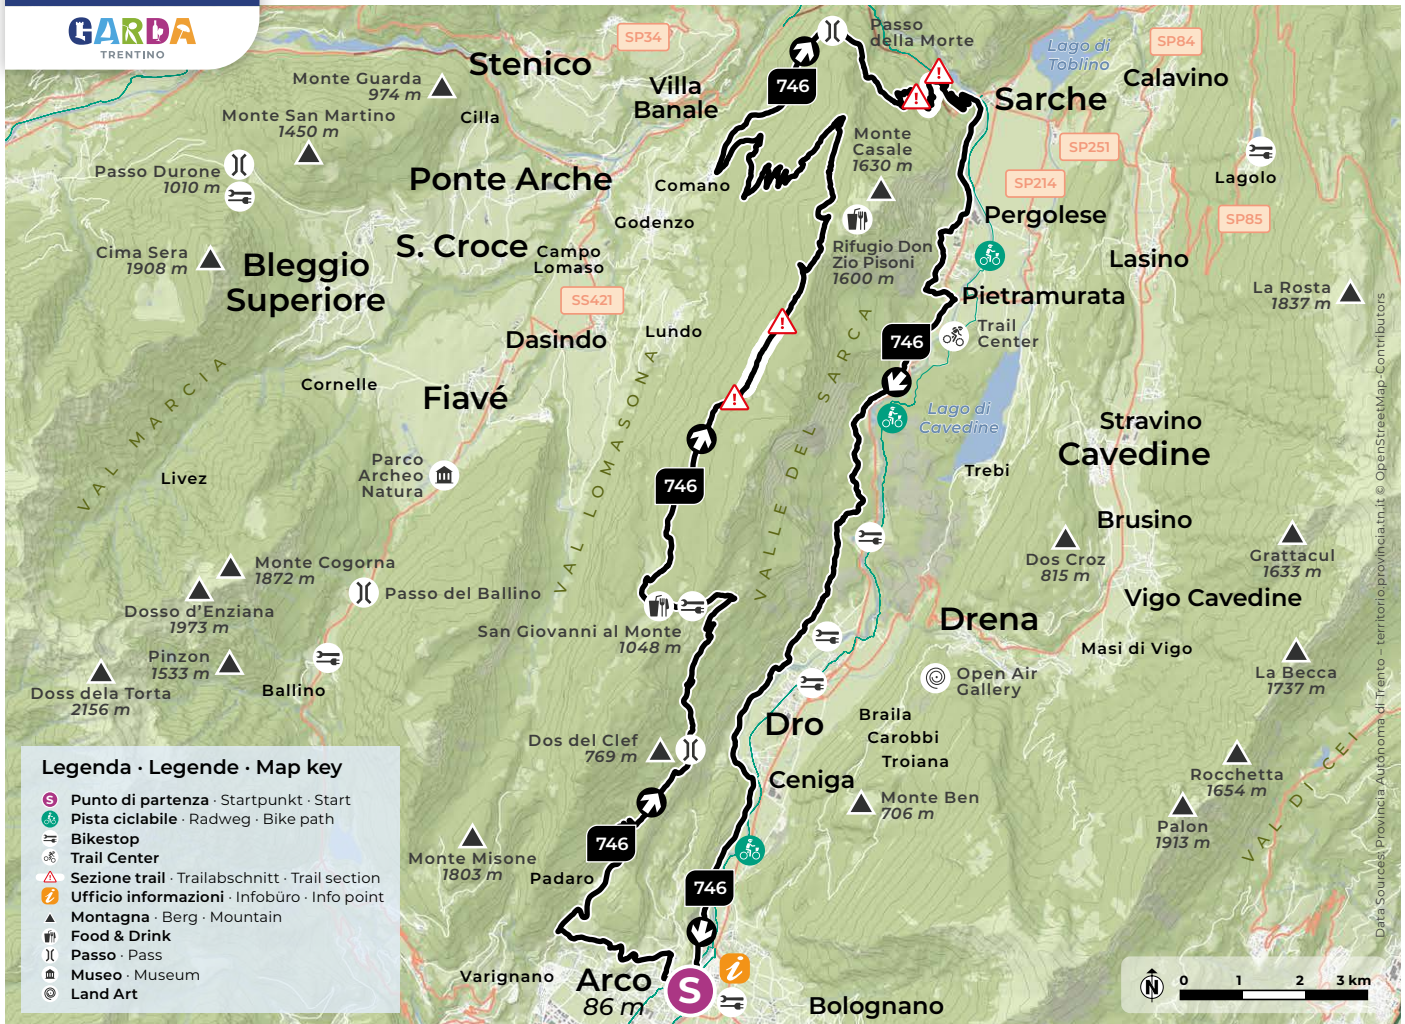 GARDA
TRENTINO
Stenico
SP34
Passo
della Morte
Lago di
Toblino
SP84
Calavino
Monte Guarda
974 m
Villa
Banale
746
Sarche
Cilla
Monte San Martino
1450 m
Monte
Casale
1630 m
SP251
Passo Durone
1010 m
Ponte Arche
Comano
SP214
Lagolo
Godenzo
Pergolese
SP85
Cima Sera
1908 m
Bleggio
Superiore
S. Croce
Campo
Lomaso
Rifugio Don
Zio Pisoni
1600 m
Lasino
SS421
Pietramurata
La Rosta
1837 m
Dasindo
Lundo
Trail
Center
746
VAL MARCIA
Cornelle
Fiavé
VAL LOMASONA
VALLE DEL SARCA
Lago di
Cavedine
Stravino
Cavedine
Livez
Parco
Archeo
Natura
746
Trebi
Brusino
Monte Cogorna
1872 m
Dos Croz
815 m
Grattacul
1633 m
Dosso d'Enziana
1973 m
Passo del Ballino
Vigo Cavedine
San Giovanni al Monte
1048 m
Drena
Masi di Vigo
Pinzon
1533 m
Doss dela Torta
2156 m
Ballino
Open Air
Gallery
La Becca
1737 m
Dos del Clef
769 m
Dro
Braila
Carobbi
Troiana
Ceniga
Monte Ben
706 m
Rocchetta
1654 m
Palon
1913 m
VAL DI CEI
746
Monte Misone
1803 m
Padaro
746
Varignano
Arco
86 m
S
Bolognano
Legenda · Legende · Map key
S Punto di partenza · Startpunkt · Start
Pista ciclabile · Radweg · Bike path
Bikestop
Trail Center
Sezione trail · Trailabschnitt · Trail section
Ufficio informazioni · Infobüro · Info point
Montagna · Berg · Mountain
Food & Drink
Passo · Pass
Museo · Museum
Land Art
N
0 1 2 3 km
Data Sources: Provincia Autonoma di Trento – territorio.provincia.tn.it © OpenStreetMap-Contributors